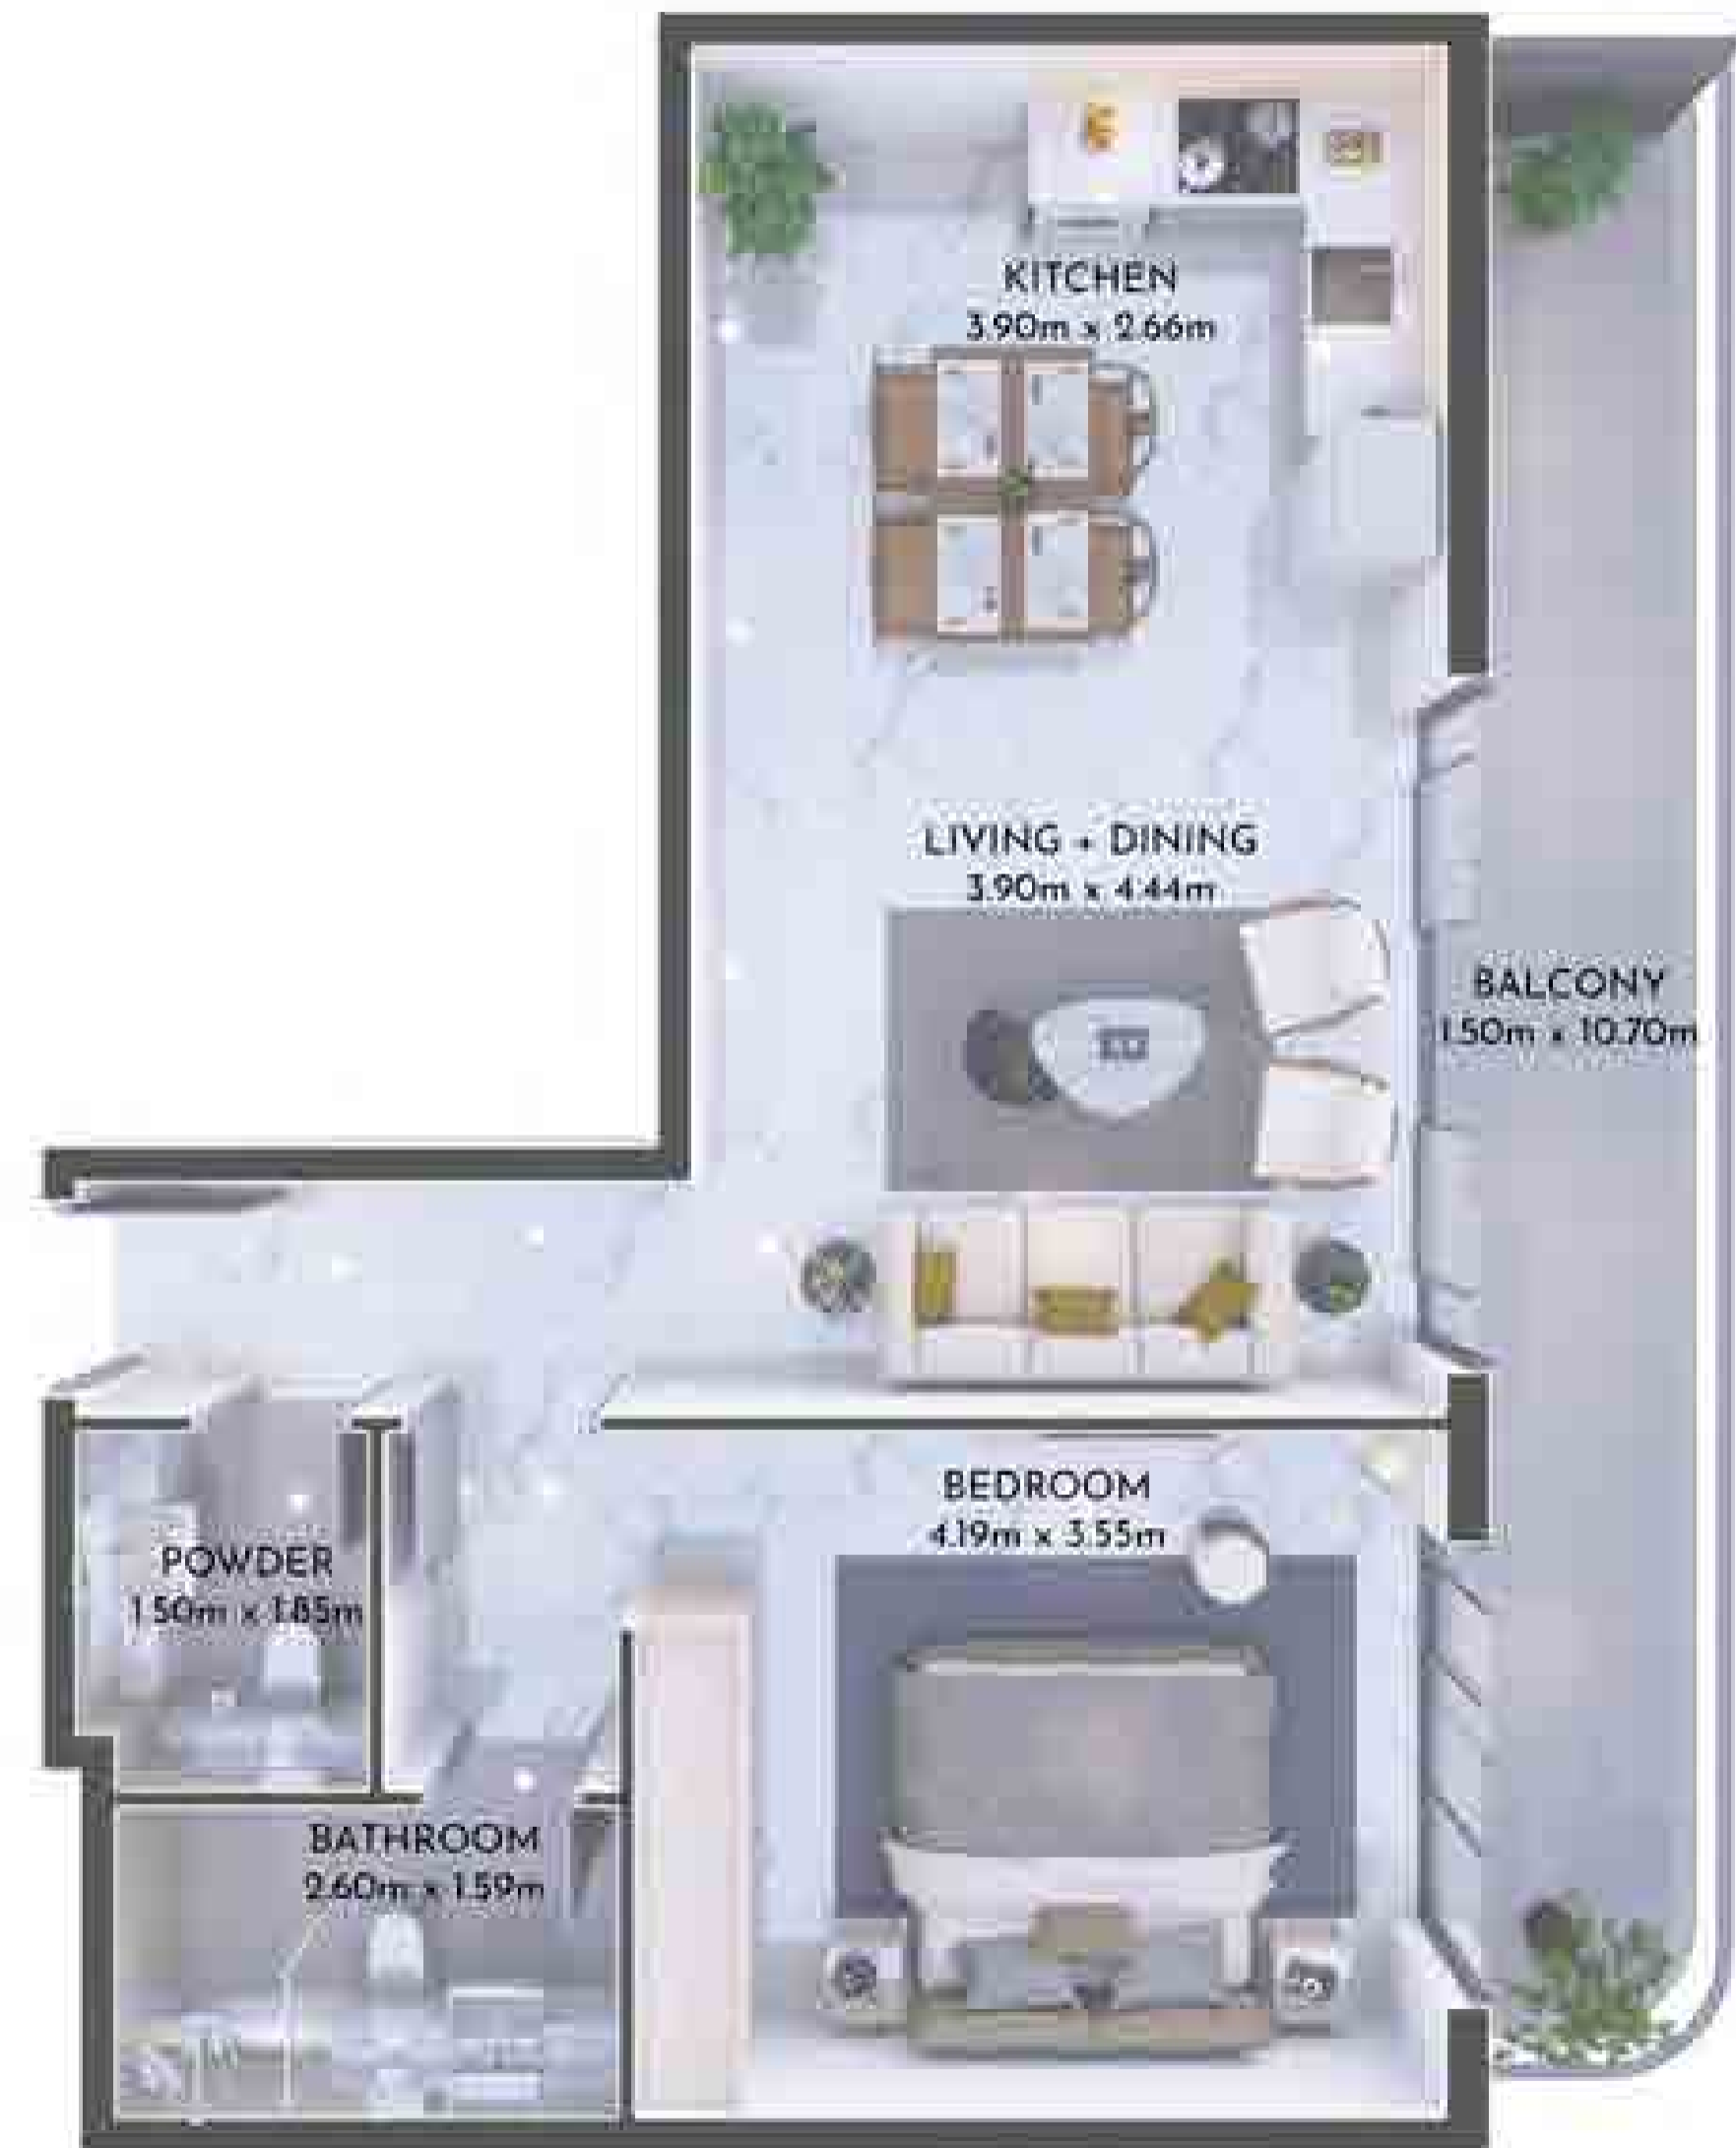 KITCHEN
3.90m x 2.66m
LIVING + DINING
3.90m x 4.44m
BALCONY
1.50m x 10.70m
BEDROOM
4.19m x 3.55m
POWDER
1.50m x 1.85m
BATHROOM
2.60m x 1.59m